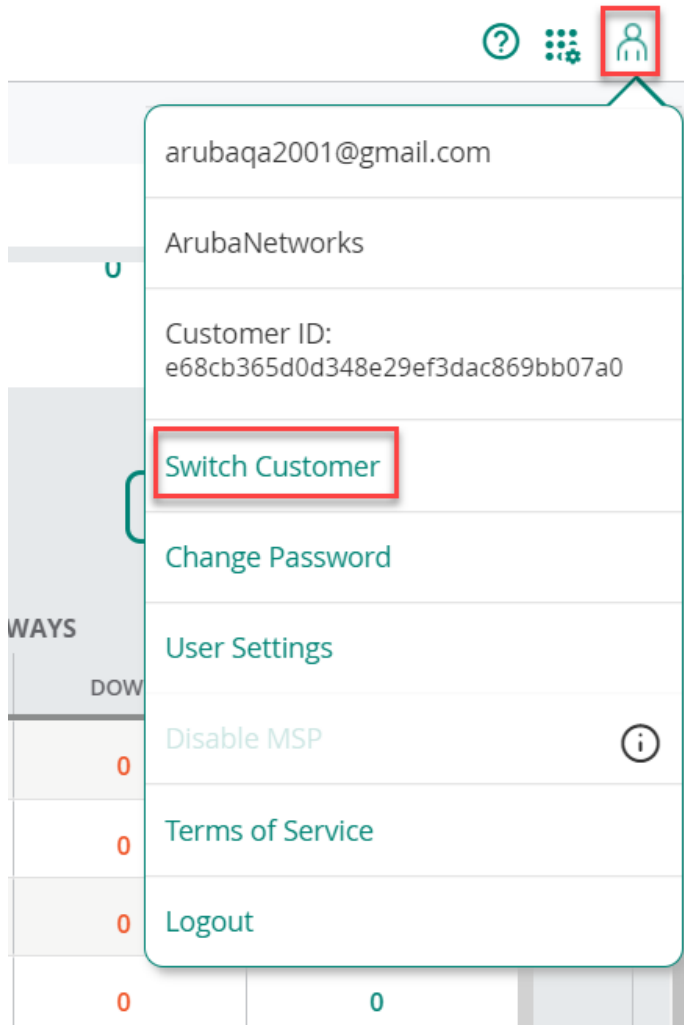 arubaqa2001@gmail.com
ArubaNetworks
0
Customer ID:
e68cb365d0d348e29ef3dac869bb07a0
Switch Customer
Change Password
WAYS
User Settings
DOW
Disable MSP
0
Terms of Service
0
Logout
0
0 0